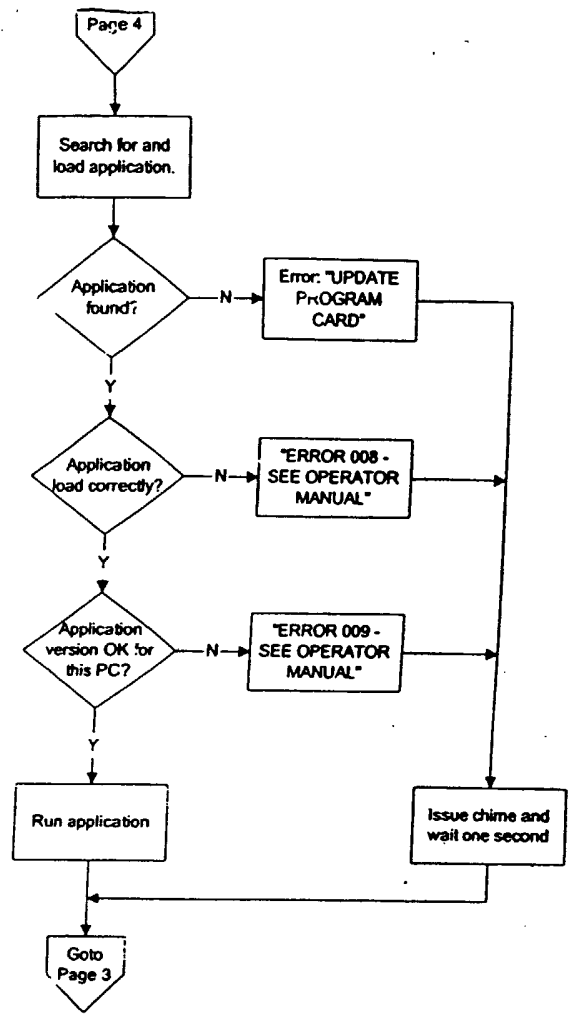 Page 4
Search for and
load application.
Application
found?
N
Error: "UPDATE
PROGRAM
CARD"
Y
Application
load correctly?
N
"ERROR 008 -
SEE OPERATOR
MANUAL"
Y
Application
version OK for
this PC?
N
"ERROR 009 -
SEE OPERATOR
MANUAL"
Y
Run application
Issue chime and
wait one second
Goto
Page 3